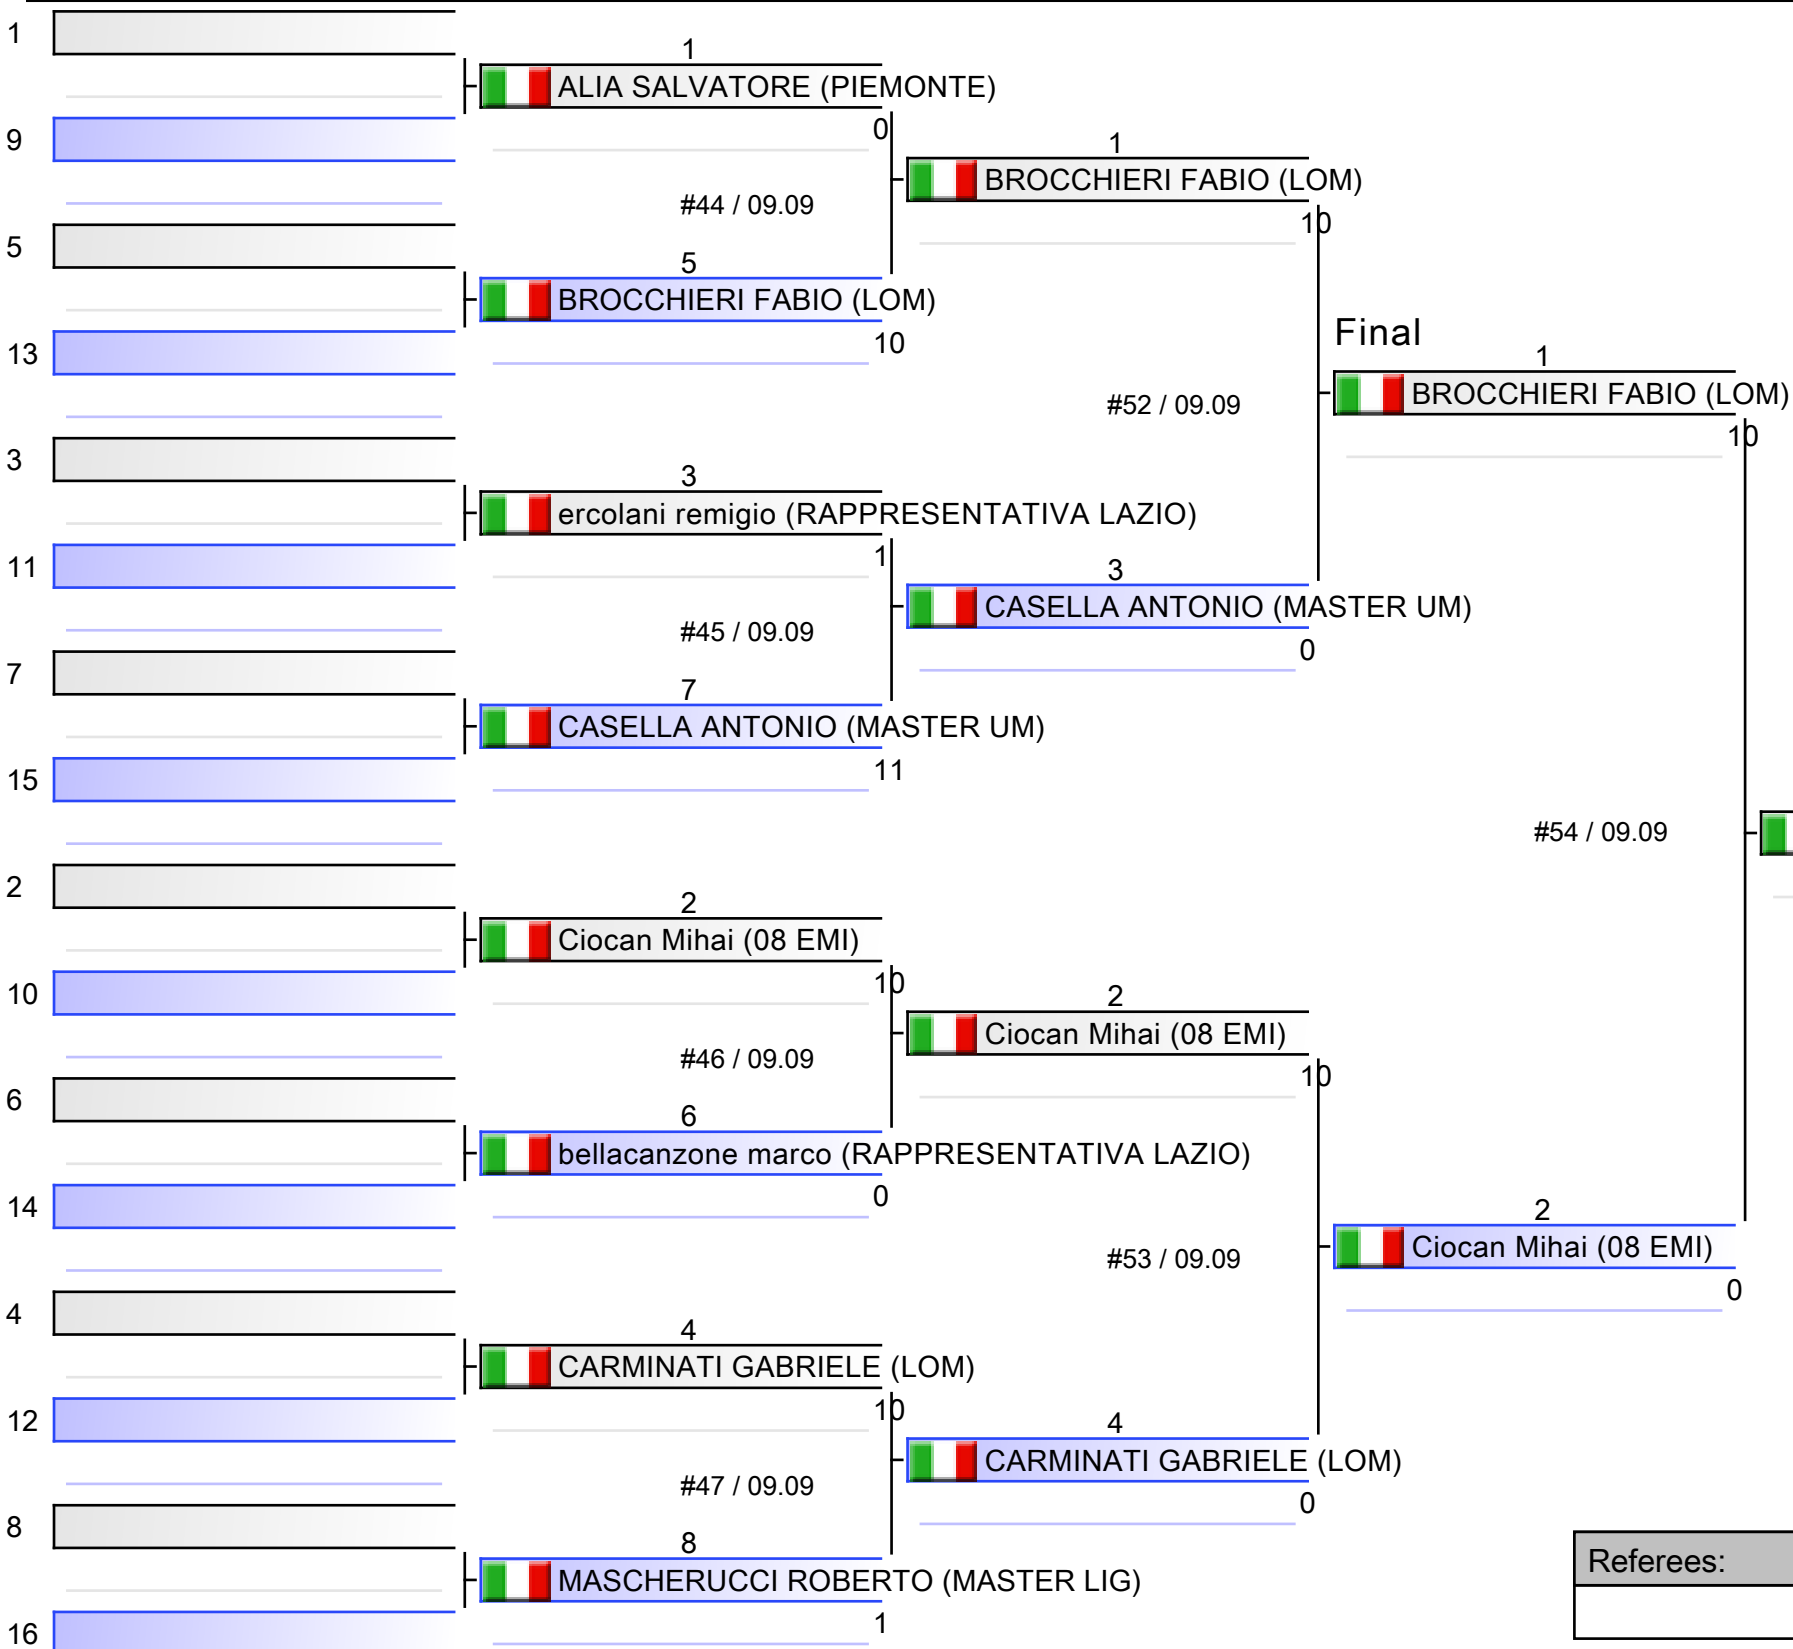 1
1
ALIA SALVATORE (PIEMONTE)
0
9
1
BROCCHIERI FABIO (LOM)
10
#44 / 09.09
5
5
BROCCHIERI FABIO (LOM)
10
13
Final
1
BROCCHIERI FABIO (LOM)
10
#52 / 09.09
3
3
ercolani remigio (RAPPRESENTATIVA LAZIO)
1
11
3
CASELLA ANTONIO (MASTER UM)
0
#45 / 09.09
7
7
CASELLA ANTONIO (MASTER UM)
11
15
#54 / 09.09
2
2
Ciocan Mihai (08 EMI)
10
10
2
Ciocan Mihai (08 EMI)
10
#46 / 09.09
6
6
bellacanzone marco (RAPPRESENTATIVA LAZIO)
0
14
2
Ciocan Mihai (08 EMI)
0
#53 / 09.09
4
4
CARMINATI GABRIELE (LOM)
10
12
4
CARMINATI GABRIELE (LOM)
0
#47 / 09.09
8
8
MASCHERUCCI ROBERTO (MASTER LIG)
1
16
Referees: